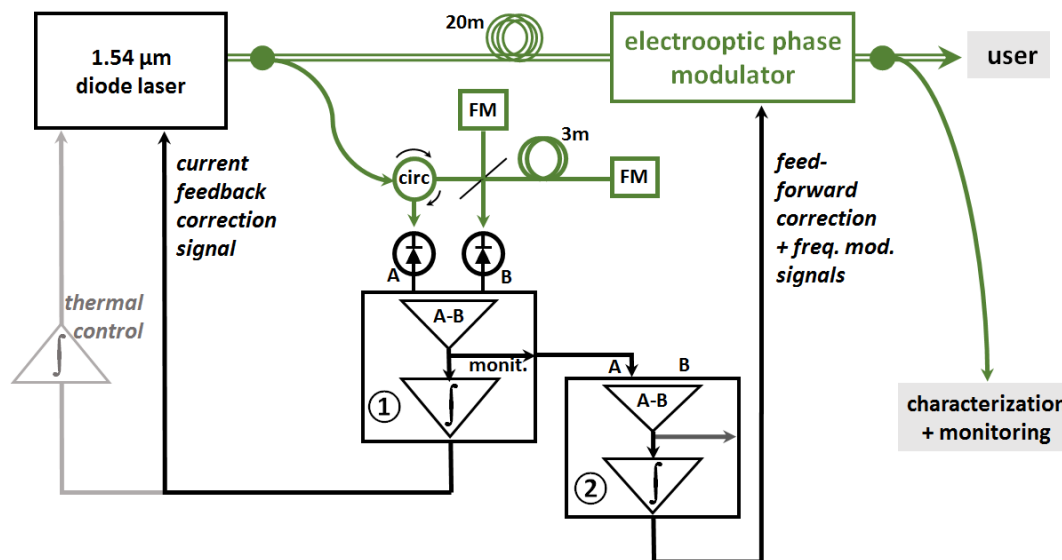 1.54 µm
diode laser
20m
electrooptic phase
modulator
user
FM
3m
circ
FM
current
feedback
correction
signal
feed-
forward
correction
+ freq. mod.
signals
thermal
control
∫
A
B
A-B
monit.
①
∫
A
B
A-B
②
∫
characterization
+ monitoring